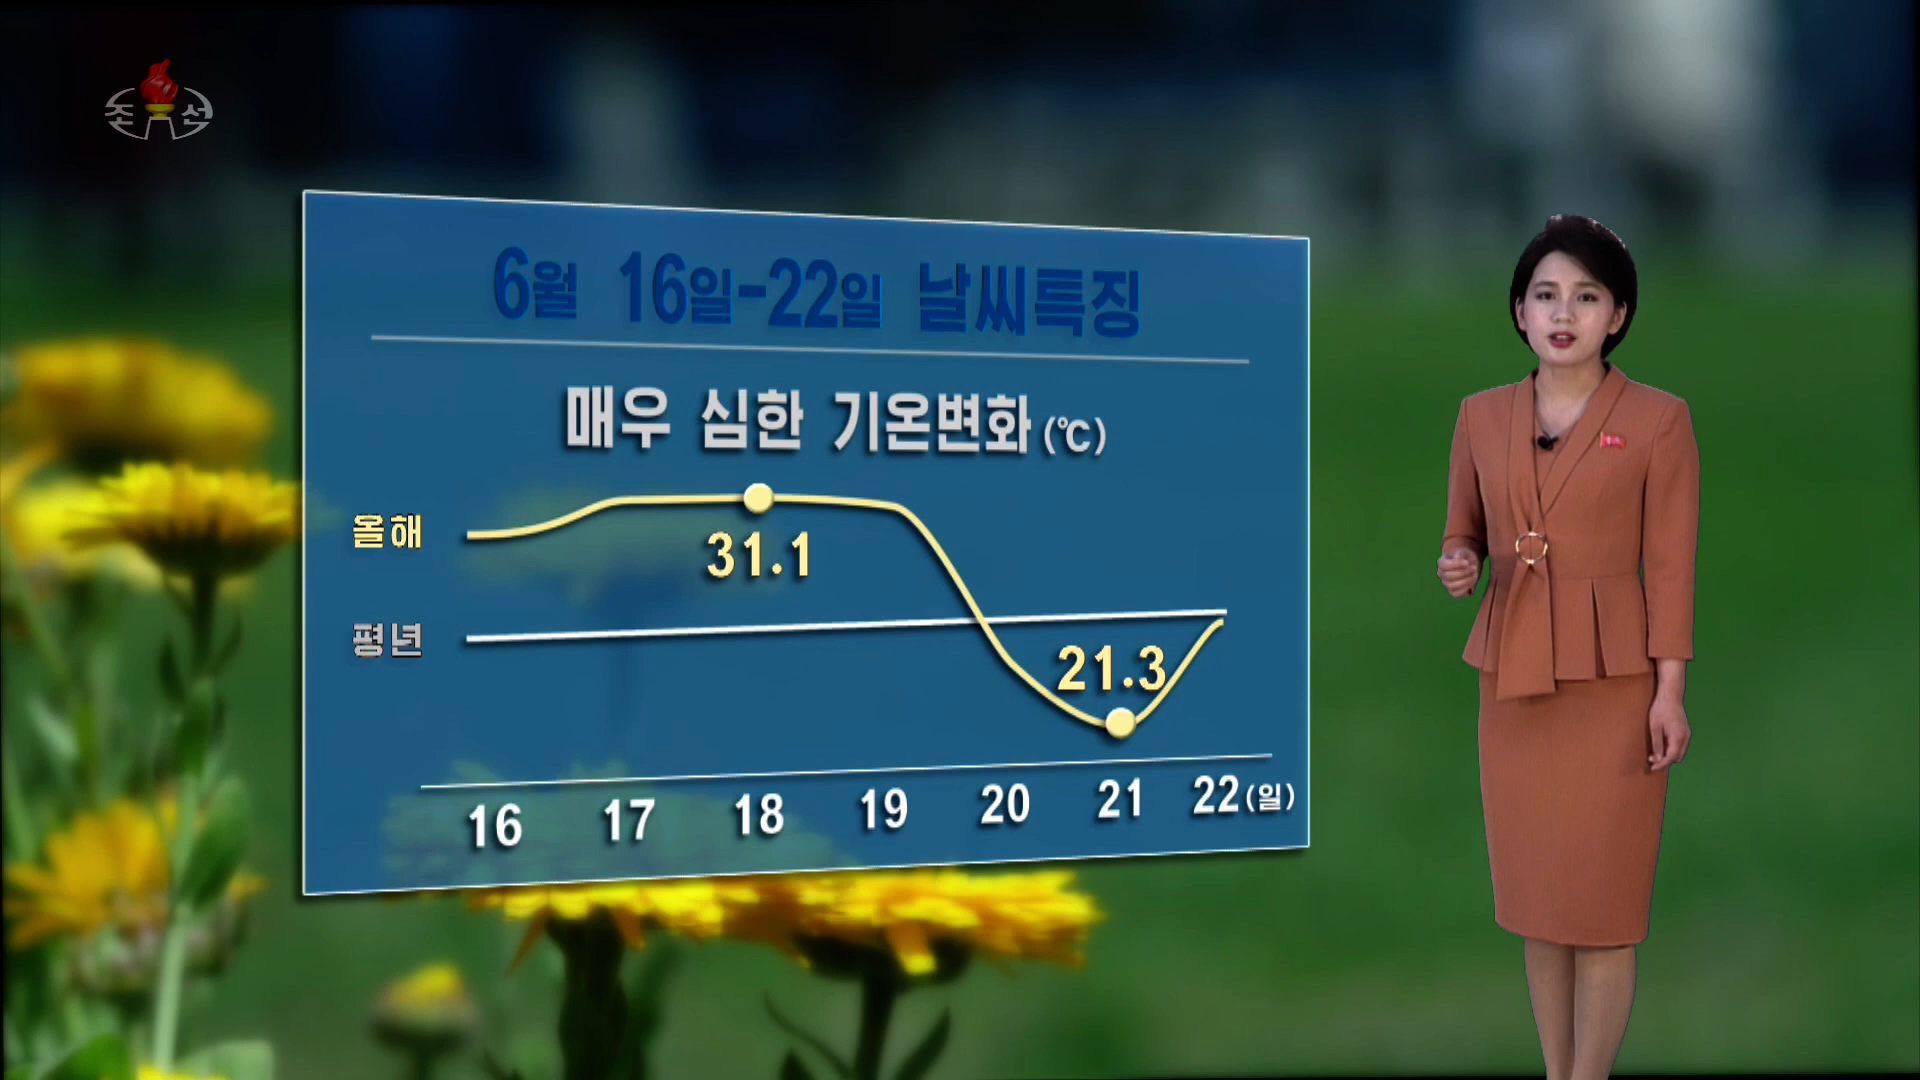 조선
6월 16일-22일 날씨특징
매우 심한 기온변화(℃)
올해
31.1
평년
21.3
16 17 18 19 20 21 22(일)